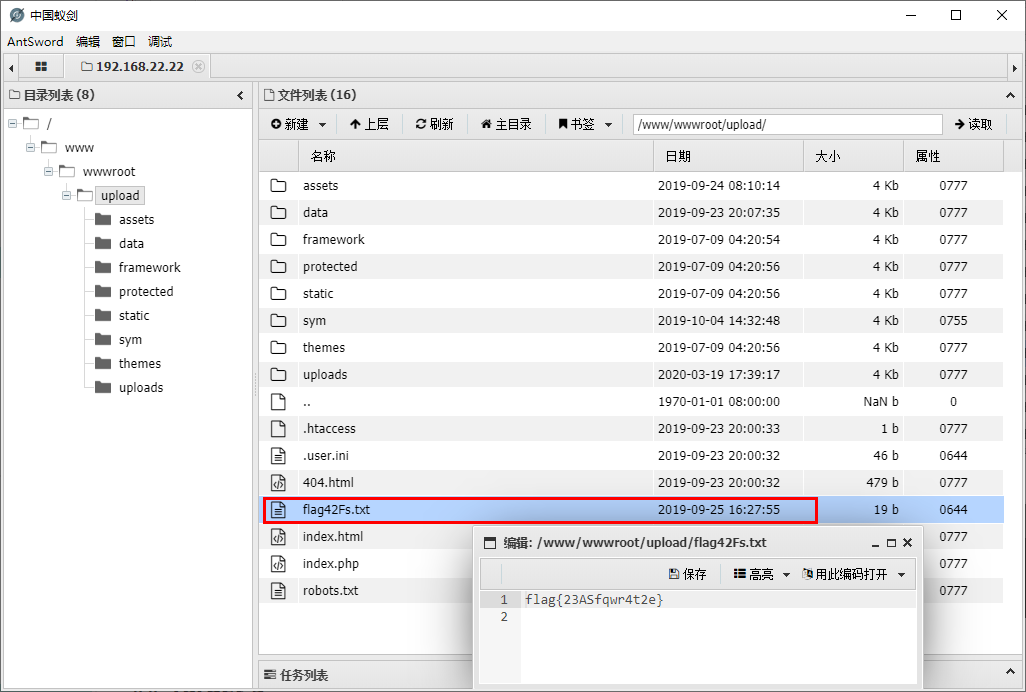 中国蚁剑
AntSword 编辑 窗口 调试
192.168.22.22
目录列表 (8)
/
www
wwwroot
upload
assets
data
framework
protected
static
sym
themes
uploads
文件列表 (16)
新建 上层 刷新 主目录 书签 /www/wwwroot/upload/ 读取
名称 日期 大小 属性
assets 2019-09-24 08:10:14 4 Kb 0777
data 2019-09-23 20:07:35 4 Kb 0777
framework 2019-07-09 04:20:54 4 Kb 0777
protected 2019-07-09 04:20:56 4 Kb 0777
static 2019-07-09 04:20:56 4 Kb 0777
sym 2019-10-04 14:32:48 4 Kb 0755
themes 2019-07-09 04:20:56 4 Kb 0777
uploads 2020-03-19 17:39:17 4 Kb 0777
.. 1970-01-01 08:00:00 NaN b 0
.htaccess 2019-09-23 20:00:33 1 b 0777
.user.ini 2019-09-23 20:00:32 46 b 0644
404.html 2019-09-23 20:00:32 479 b 0777
flag42Fs.txt 2019-09-25 16:27:55 19 b 0644
index.html 0777
index.php 0777
robots.txt 0777
编辑: /www/wwwroot/upload/flag42Fs.txt
保存 高亮 用此编码打开
1 flag{23ASfqwr4t2e}
2
任务列表